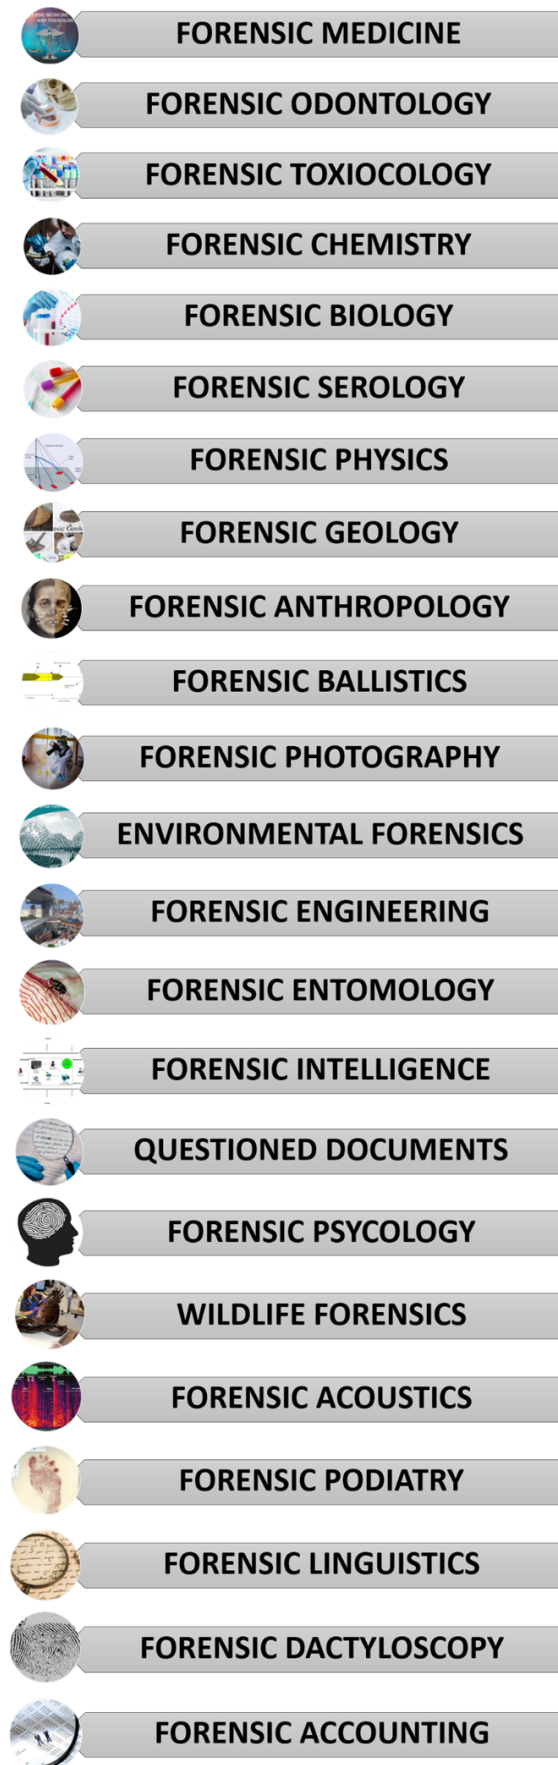 FORENSIC MEDICINE
FORENSIC ODONTOLOGY
FORENSIC TOXIOCOLOGY
FORENSIC CHEMISTRY
FORENSIC BIOLOGY
FORENSIC SEROLOGY
FORENSIC PHYSICS
FORENSIC GEOLOGY
FORENSIC ANTHROPOLOGY
FORENSIC BALLISTICS
FORENSIC PHOTOGRAPHY
ENVIRONMENTAL FORENSICS
FORENSIC ENGINEERING
FORENSIC ENTOMOLOGY
FORENSIC INTELLIGENCE
QUESTIONED DOCUMENTS
FORENSIC PSYCOLOGY
WILDLIFE FORENSICS
FORENSIC ACOUSTICS
FORENSIC PODIATRY
FORENSIC LINGUISTICS
FORENSIC DACTYLOSCOPY
FORENSIC ACCOUNTING